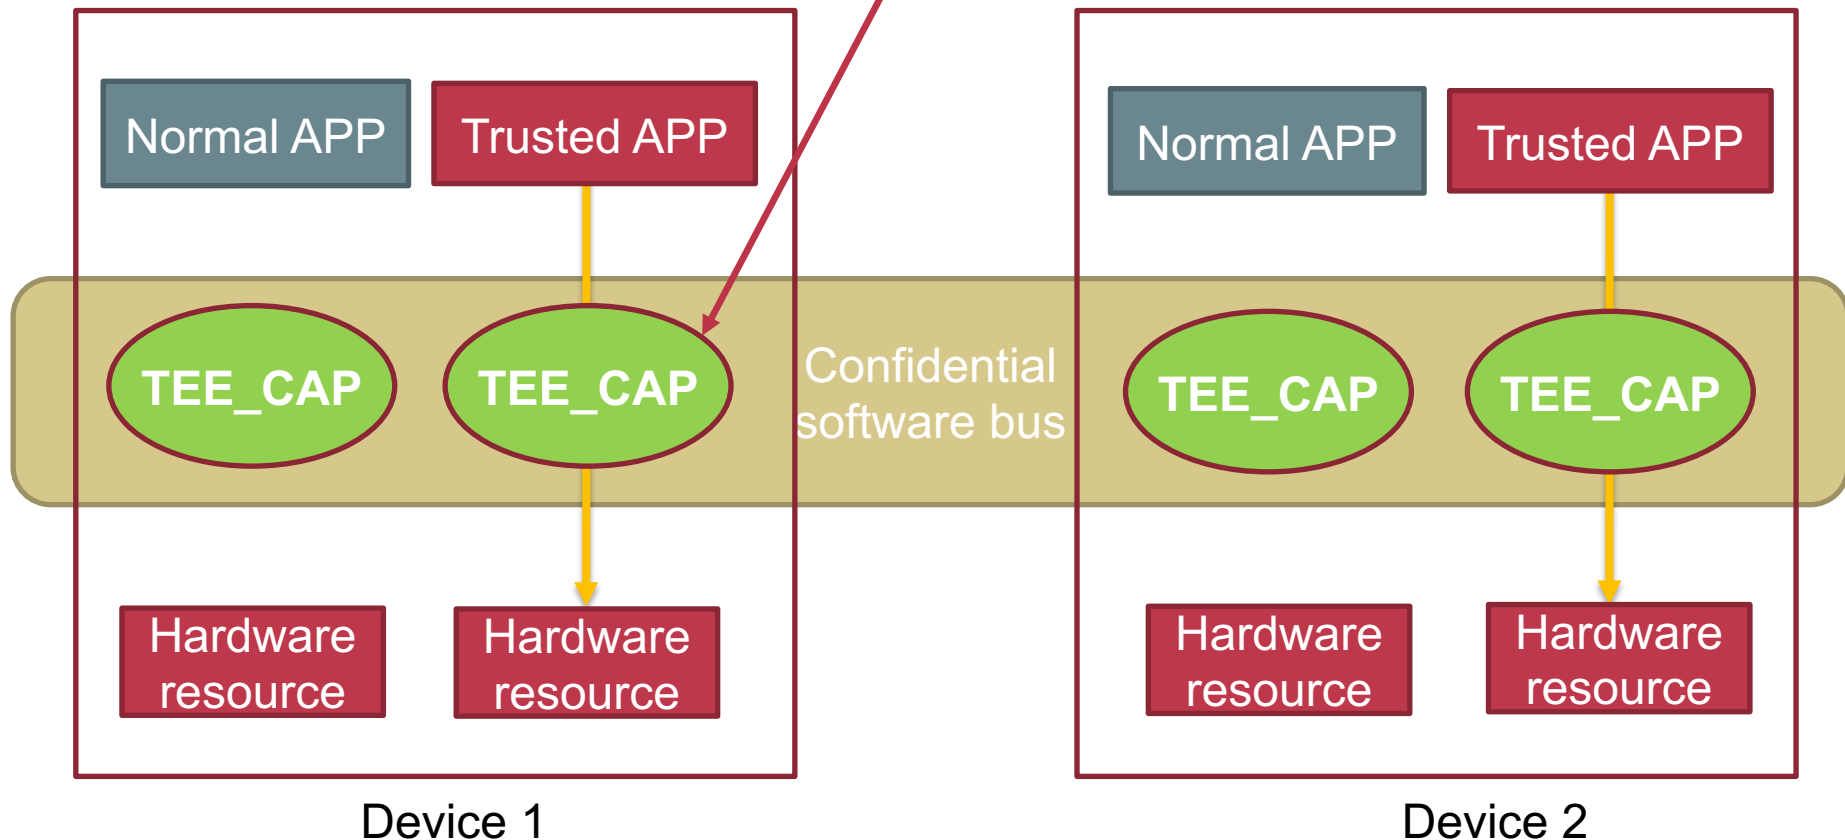 Normal APP
Trusted APP
Normal APP
Trusted APP
TEE_CAP
TEE_CAP
Confidential
software bus
TEE_CAP
TEE_CAP
Hardware
resource
Hardware
resource
Hardware
resource
Hardware
resource
Device 1
Device 2